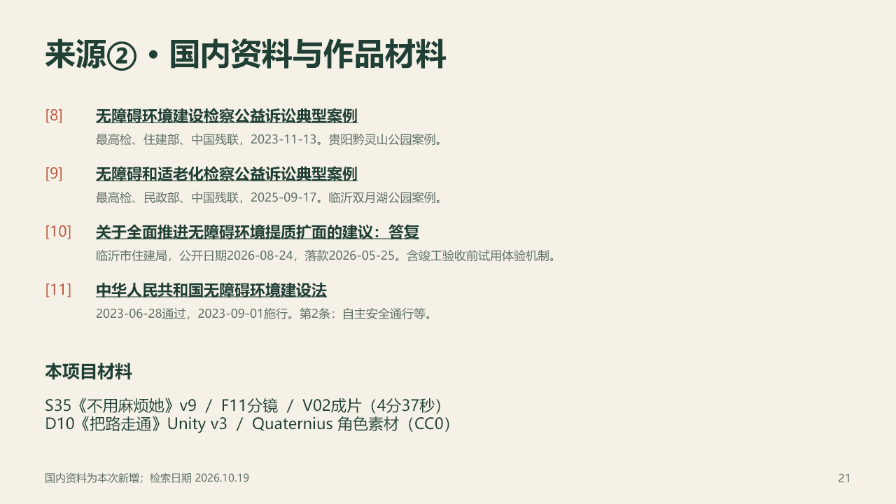 来源② · 国内资料与作品材料
[8] 无障碍环境建设检察公益诉讼典型案例
最高检、住建部、中国残联，2023-11-13。贵阳黔灵山公园案例。
[9] 无障碍和适老化检察公益诉讼典型案例
最高检、民政部、中国残联，2025-09-17。临沂双月湖公园案例。
[10] 关于全面推进无障碍环境提质扩面的建议：答复
临沂市住建局，公开日期2026-08-24，落款2026-05-25。含竣工验收前试用体验机制。
[11] 中华人民共和国无障碍环境建设法
2023-06-28通过，2023-09-01施行。第2条：自主安全通行等。
本项目材料
S35《不用麻烦她》v9 / F11分镜 / V02成片（4分37秒）
D10《把路走通》Unity v3 / Quaternius 角色素材（CC0）
国内资料为本次新增；检索日期 2026.10.19
21